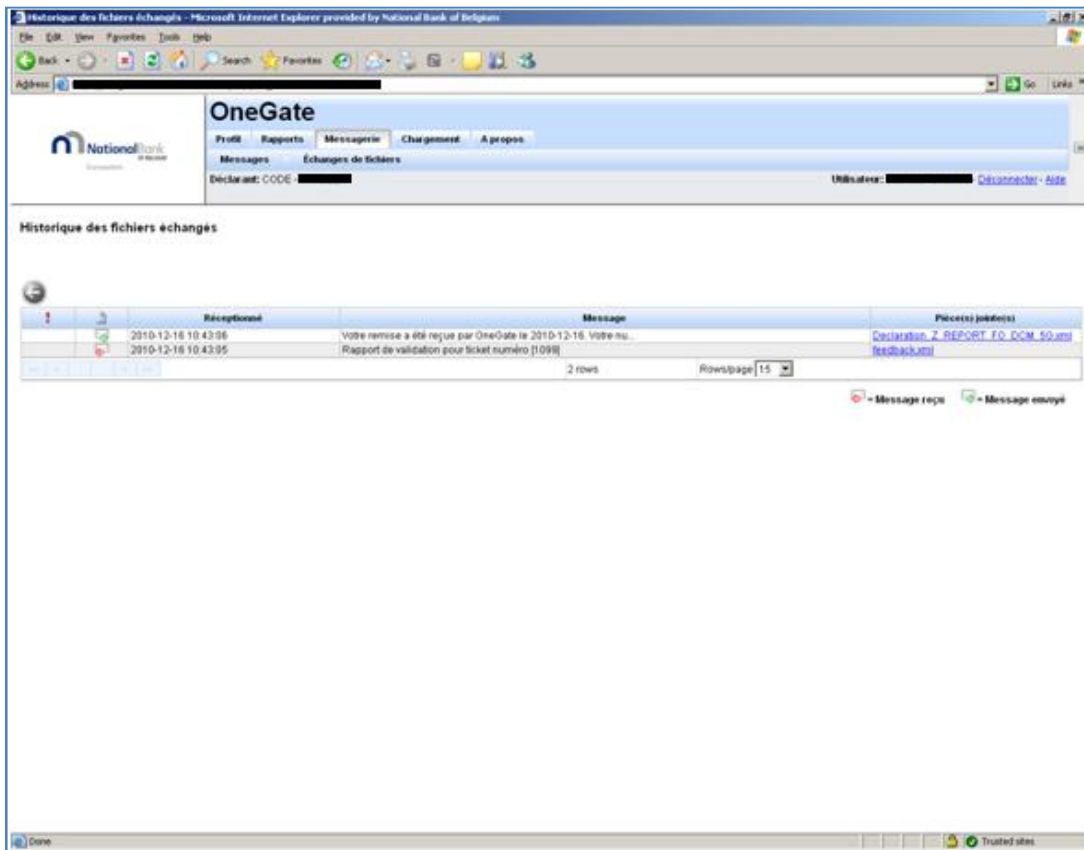 Historique des fichiers échangés - Microsoft Internet Explorer provided by National Bank of Belgium
File Edit View Favorites Tools Help
Back Search Favorites
Address Go Links
OneGate
NationalBank
Profil Rapports Messagerie Chargement A propos
Messages Échanges de fichiers
Déclarant: CODE - Utilisateur: - Déconnecter - Aide
Historique des fichiers échangés
! Réceptionné Message Pièce(s) jointe(s)
2010-12-16 10:43:06 Votre remise a été reçue par OneGate le 2010-12-16. Votre nu... Declaration_Z_REPORT_FO_DCM_50.xml
2010-12-16 10:43:05 Rapport de validation pour ticket numéro [1099] feedback.xml
2 rows Rows/page 15
= Message reçu = Message envoyé
Done Trusted sites